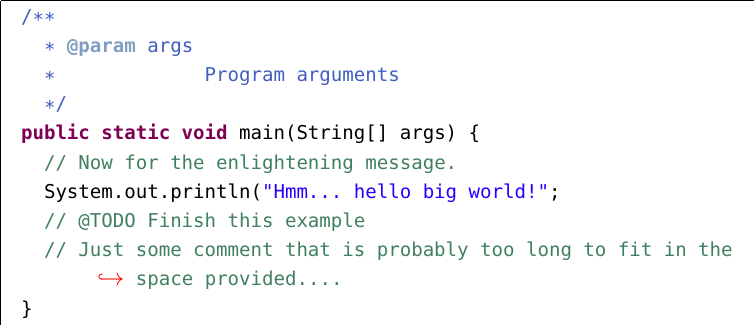 /**
 * @param args
 *             Program arguments
 */
public static void main(String[] args) {
  // Now for the enlightening message.
  System.out.println("Hmm... hello big world!";
  // @TODO Finish this example
  // Just some comment that is probably too long to fit in the
      ↪ space provided....
}